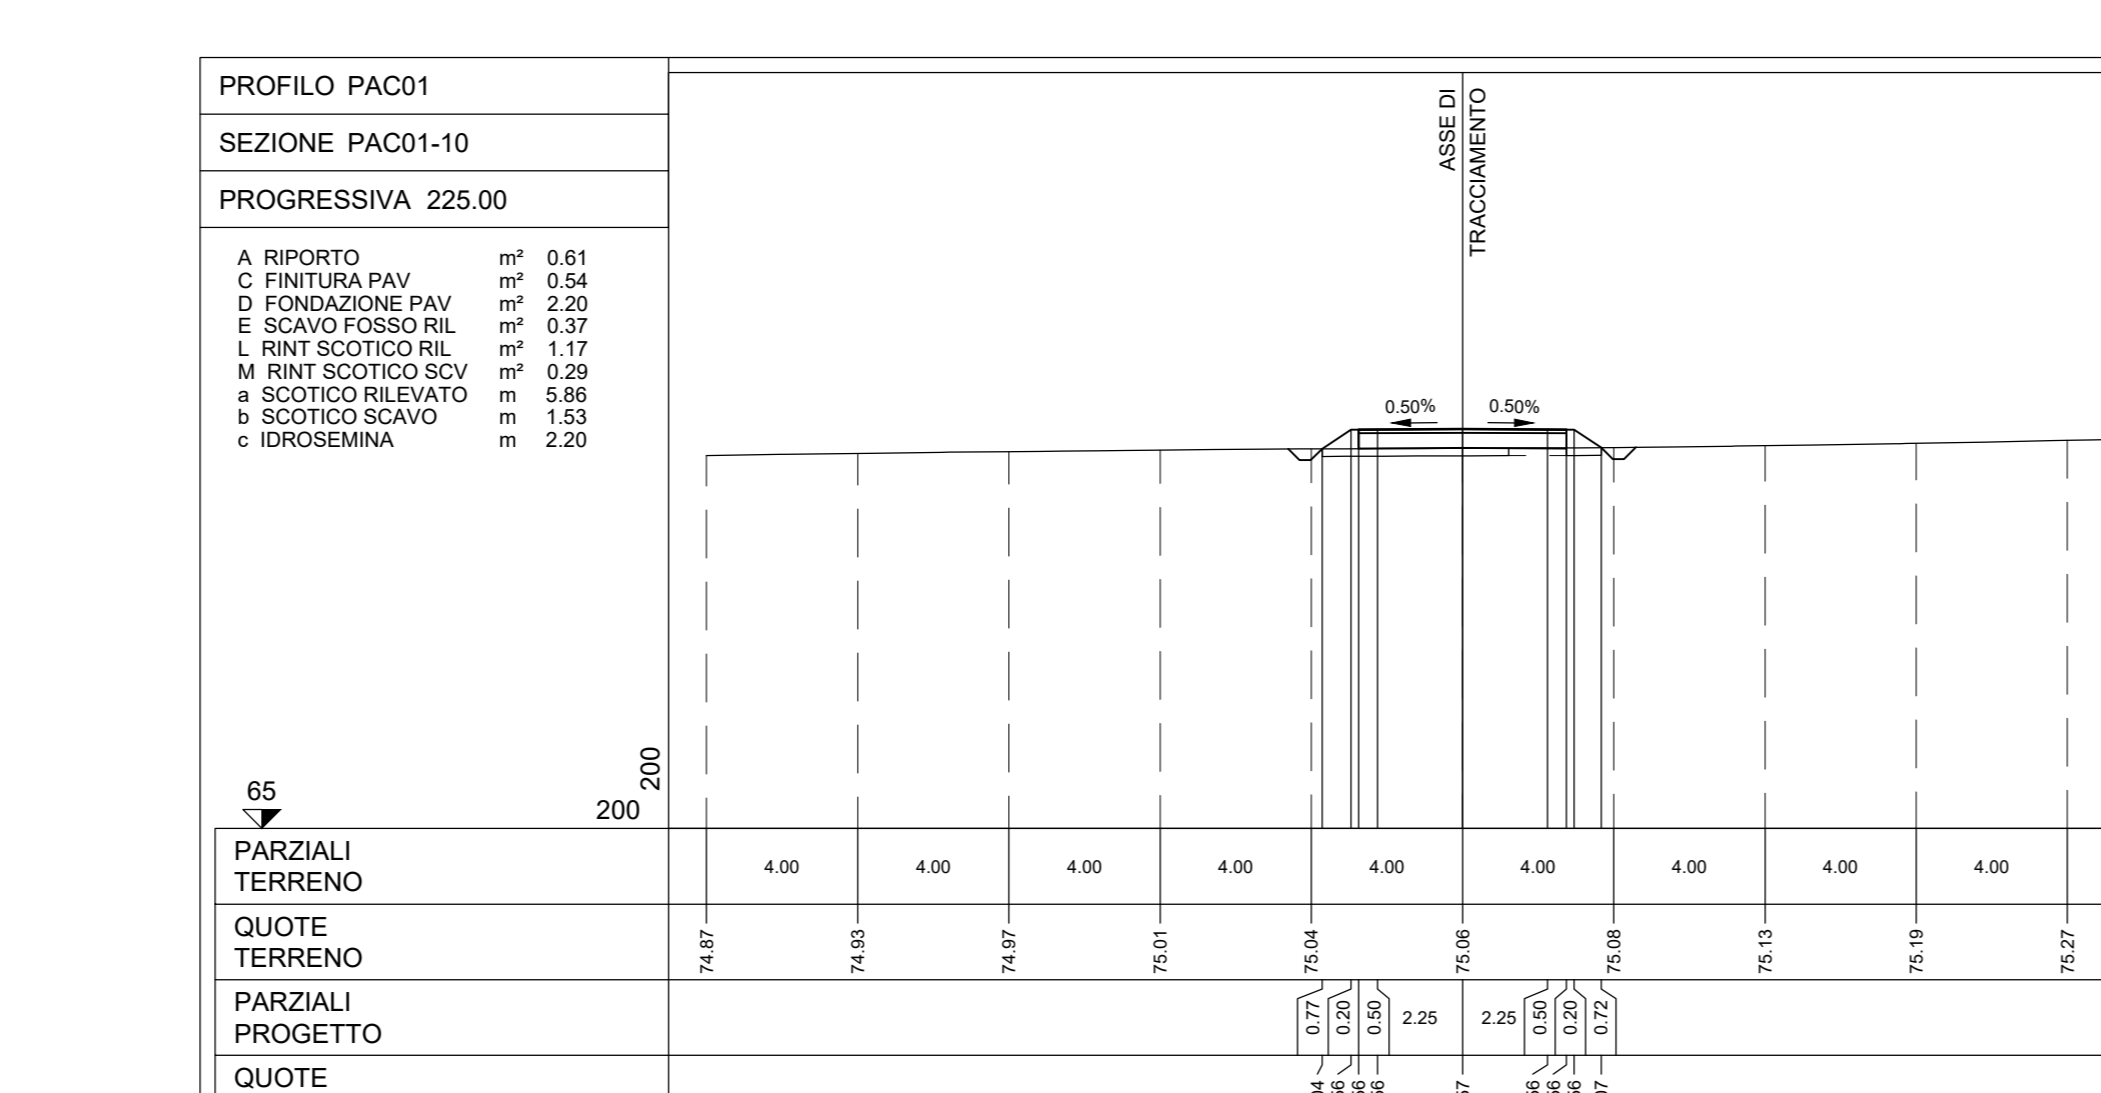 PROFILO PAC01
SEZIONE PAC01-10
PROGRESSIVA 225.00
A RIPORTO m² 0.61
C FINITURA PAV m² 0.54
D FONDAZIONE PAV m² 2.20
E SCAVO FOSSO RIL m² 0.37
L RINT SCOTICO RIL m² 1.17
M RINT SCOTICO SCV m² 0.29
a SCOTICO RILEVATO m 5.86
b SCOTICO SCAVO m 1.53
c IDROSEMINA m 2.20
ASSE DI
TRACCIAMENTO
0.50% 0.50%
65
200
200
PARZIALI
TERRENO
4.00 4.00 4.00 4.00 4.00 4.00 4.00 4.00 4.00
QUOTE
TERRENO
74.87 74.93 74.97 75.01 75.04 75.06 75.08 75.13 75.19 75.27
PARZIALI
PROGETTO
0.77 0.20 0.50 2.25 2.25 0.50 0.20 0.72
QUOTE